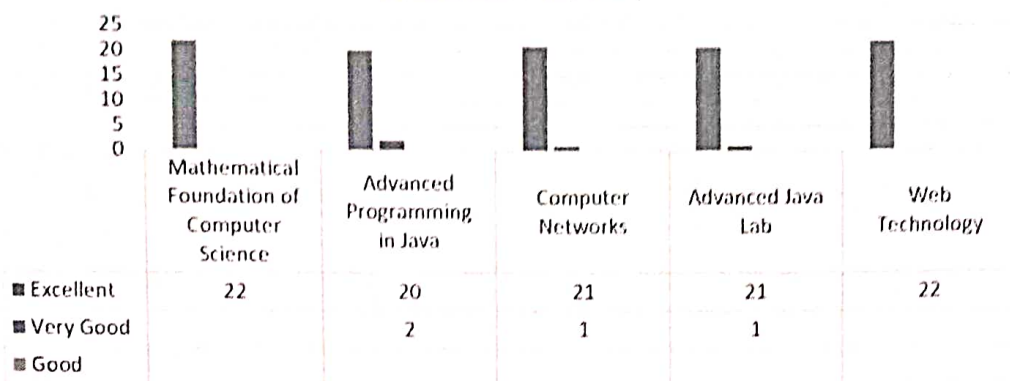 25
20
15
10
5
0
Mathematical
Foundation of
Computer
Science
Advanced
Programming
in Java
Computer
Networks
Advanced Java
Lab
Web
Technology
Excellent 22 20 21 21 22
Very Good 2 1 1
Good